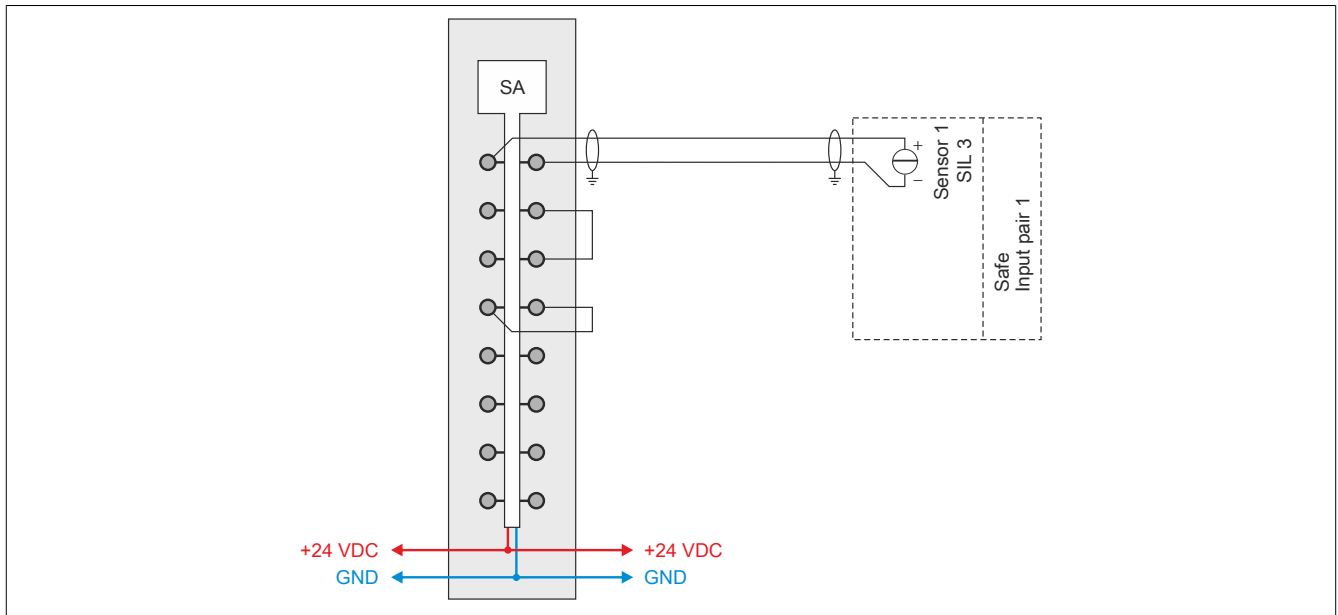 SA
+
−
Sensor 1
SIL 3
Safe
Input pair 1
+24 VDC
+24 VDC
GND
GND